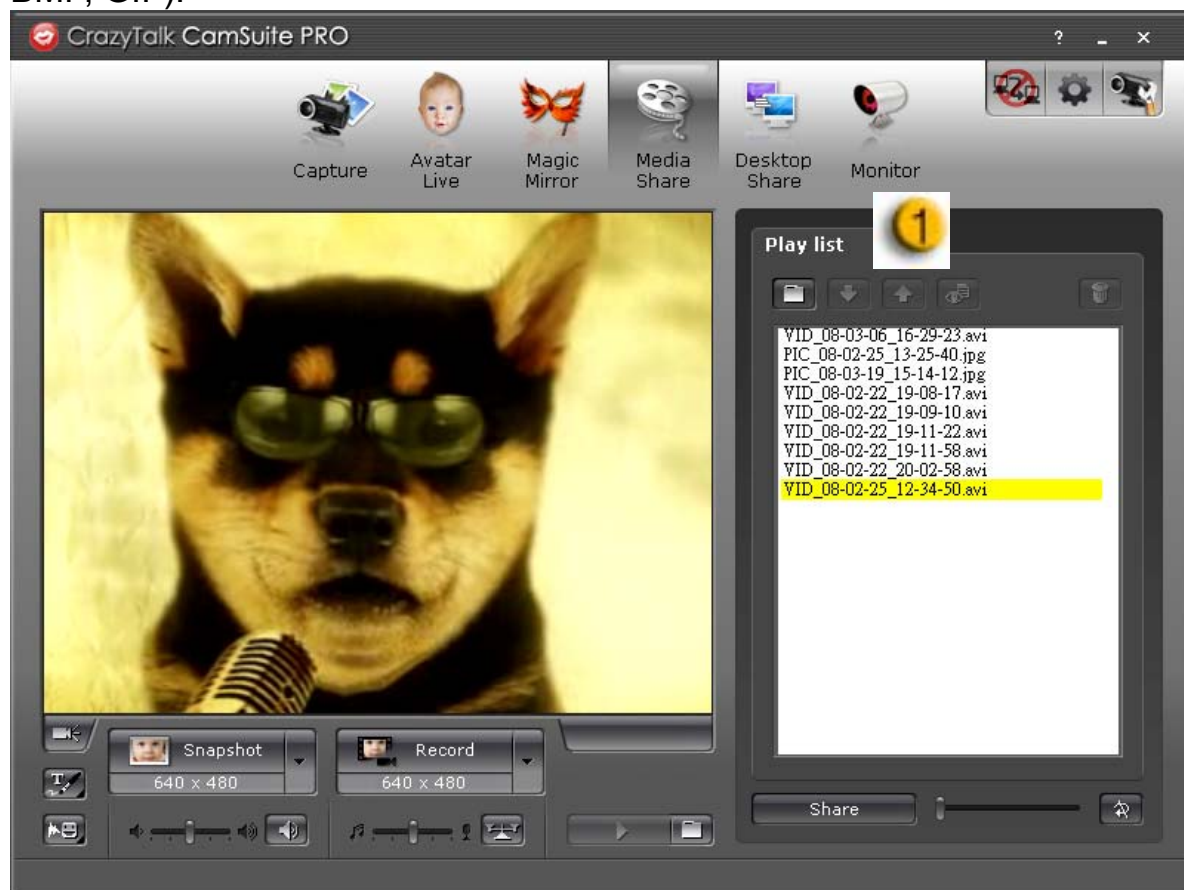 CrazyTalk CamSuite PRO
?
Capture
Avatar
Live
Magic
Mirror
Media
Share
Desktop
Share
Monitor
1
Play list
VID_08-03-06_16-29-23.avi
PIC_08-02-25_13-25-40.jpg
PIC_08-03-19_15-14-12.jpg
VID_08-02-22_19-08-17.avi
VID_08-02-22_19-09-10.avi
VID_08-02-22_19-11-22.avi
VID_08-02-22_19-11-58.avi
VID_08-02-22_20-02-58.avi
VID_08-02-25_12-34-50.avi
Snapshot
640 x 480
Record
640 x 480
Share